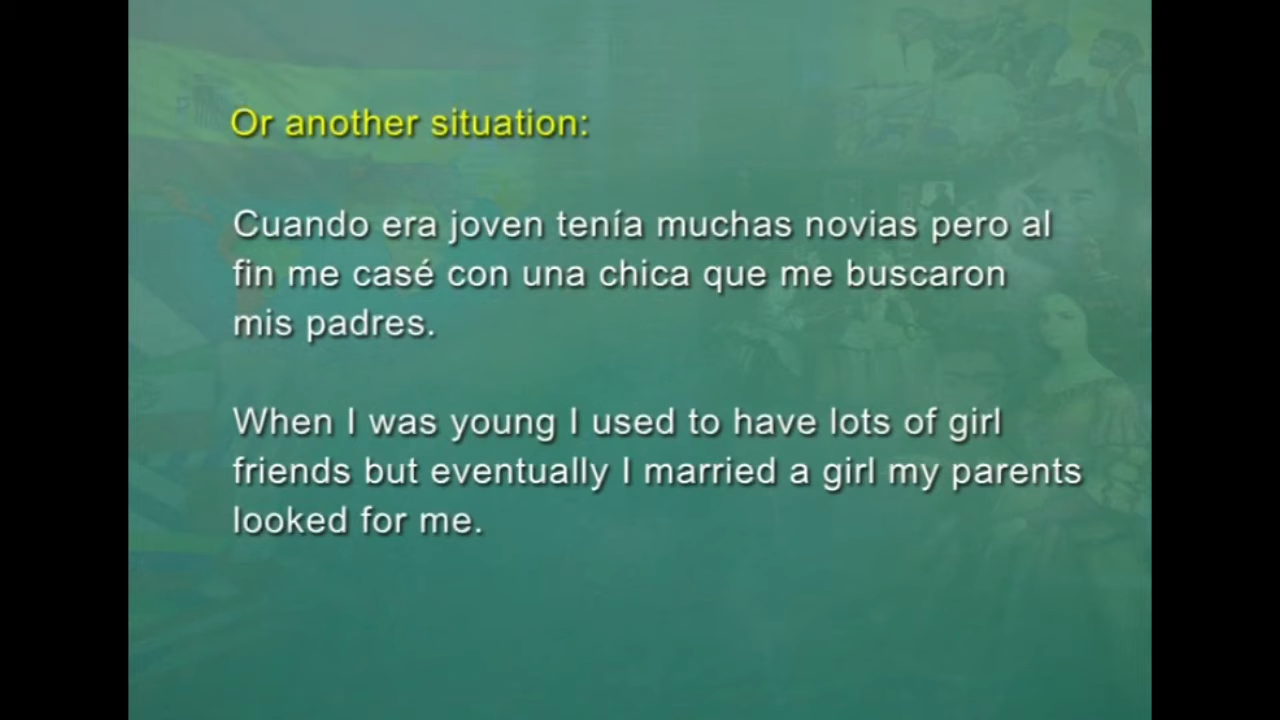 Or another situation:
Cuando era joven tenía muchas novias pero al
fin me casé con una chica que me buscaron
mis padres.
When I was young I used to have lots of girl
friends but eventually I married a girl my parents
looked for me.